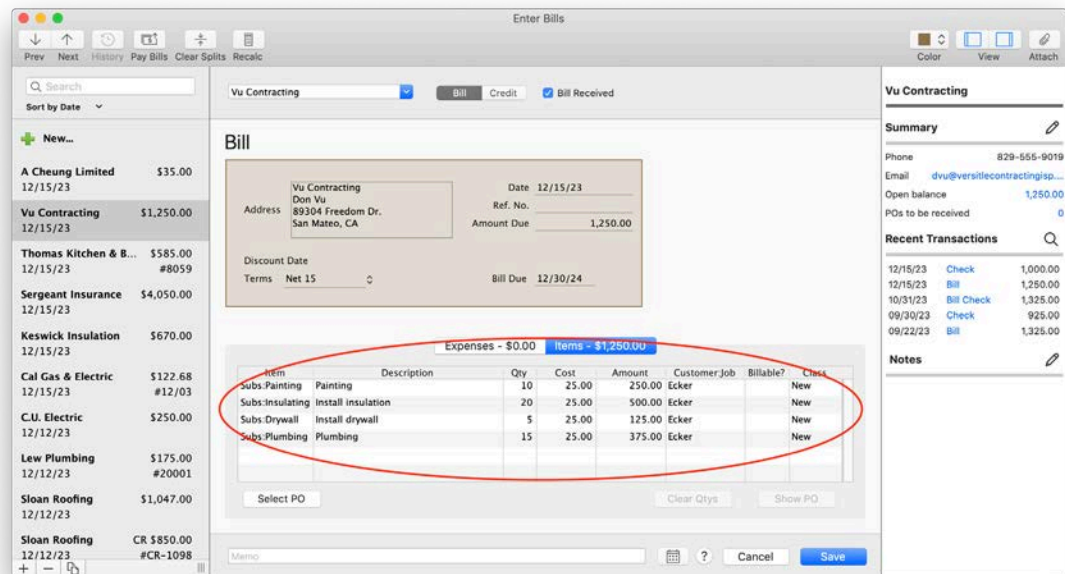 Enter Bills
Prev Next History Pay Bills Clear Splits Recalc Color View Attach
Search
Sort by Date
New...
A Cheung Limited $35.00
12/15/23
Vu Contracting $1,250.00
12/15/23
Thomas Kitchen & B... $585.00
12/15/23 #8059
Sergeant Insurance $4,050.00
12/15/23
Keswick Insulation $670.00
12/15/23
Cal Gas & Electric $122.68
12/15/23 #12/03
C.U. Electric $250.00
12/12/23
Lew Plumbing $175.00
12/12/23 #20001
Sloan Roofing $1,047.00
12/12/23
Sloan Roofing CR $850.00
12/12/23 #CR-1098
Vu Contracting Bill Credit Bill Received
Bill
Address
Vu Contracting
Don Vu
89304 Freedom Dr.
San Mateo, CA
Date 12/15/23
Ref. No.
Amount Due 1,250.00
Discount Date
Terms Net 15 Bill Due 12/30/24
Expenses - $0.00 Items - $1,250.00
Item Description Qty Cost Amount Customer:Job Billable? Class
Subs:Painting Painting 10 25.00 250.00 Ecker New
Subs:Insulating Install insulation 20 25.00 500.00 Ecker New
Subs:Drywall Install drywall 5 25.00 125.00 Ecker New
Subs:Plumbing Plumbing 15 25.00 375.00 Ecker New
Select PO Clear Qtys Show PO
Memo ? Cancel Save
Vu Contracting
Summary
Phone 829-555-9019
Email dvu@versitlecontractingisp....
Open balance 1,250.00
POs to be received 0
Recent Transactions
12/15/23 Check 1,000.00
12/15/23 Bill 1,250.00
10/31/23 Bill Check 1,325.00
09/30/23 Check 925.00
09/22/23 Bill 1,325.00
Notes